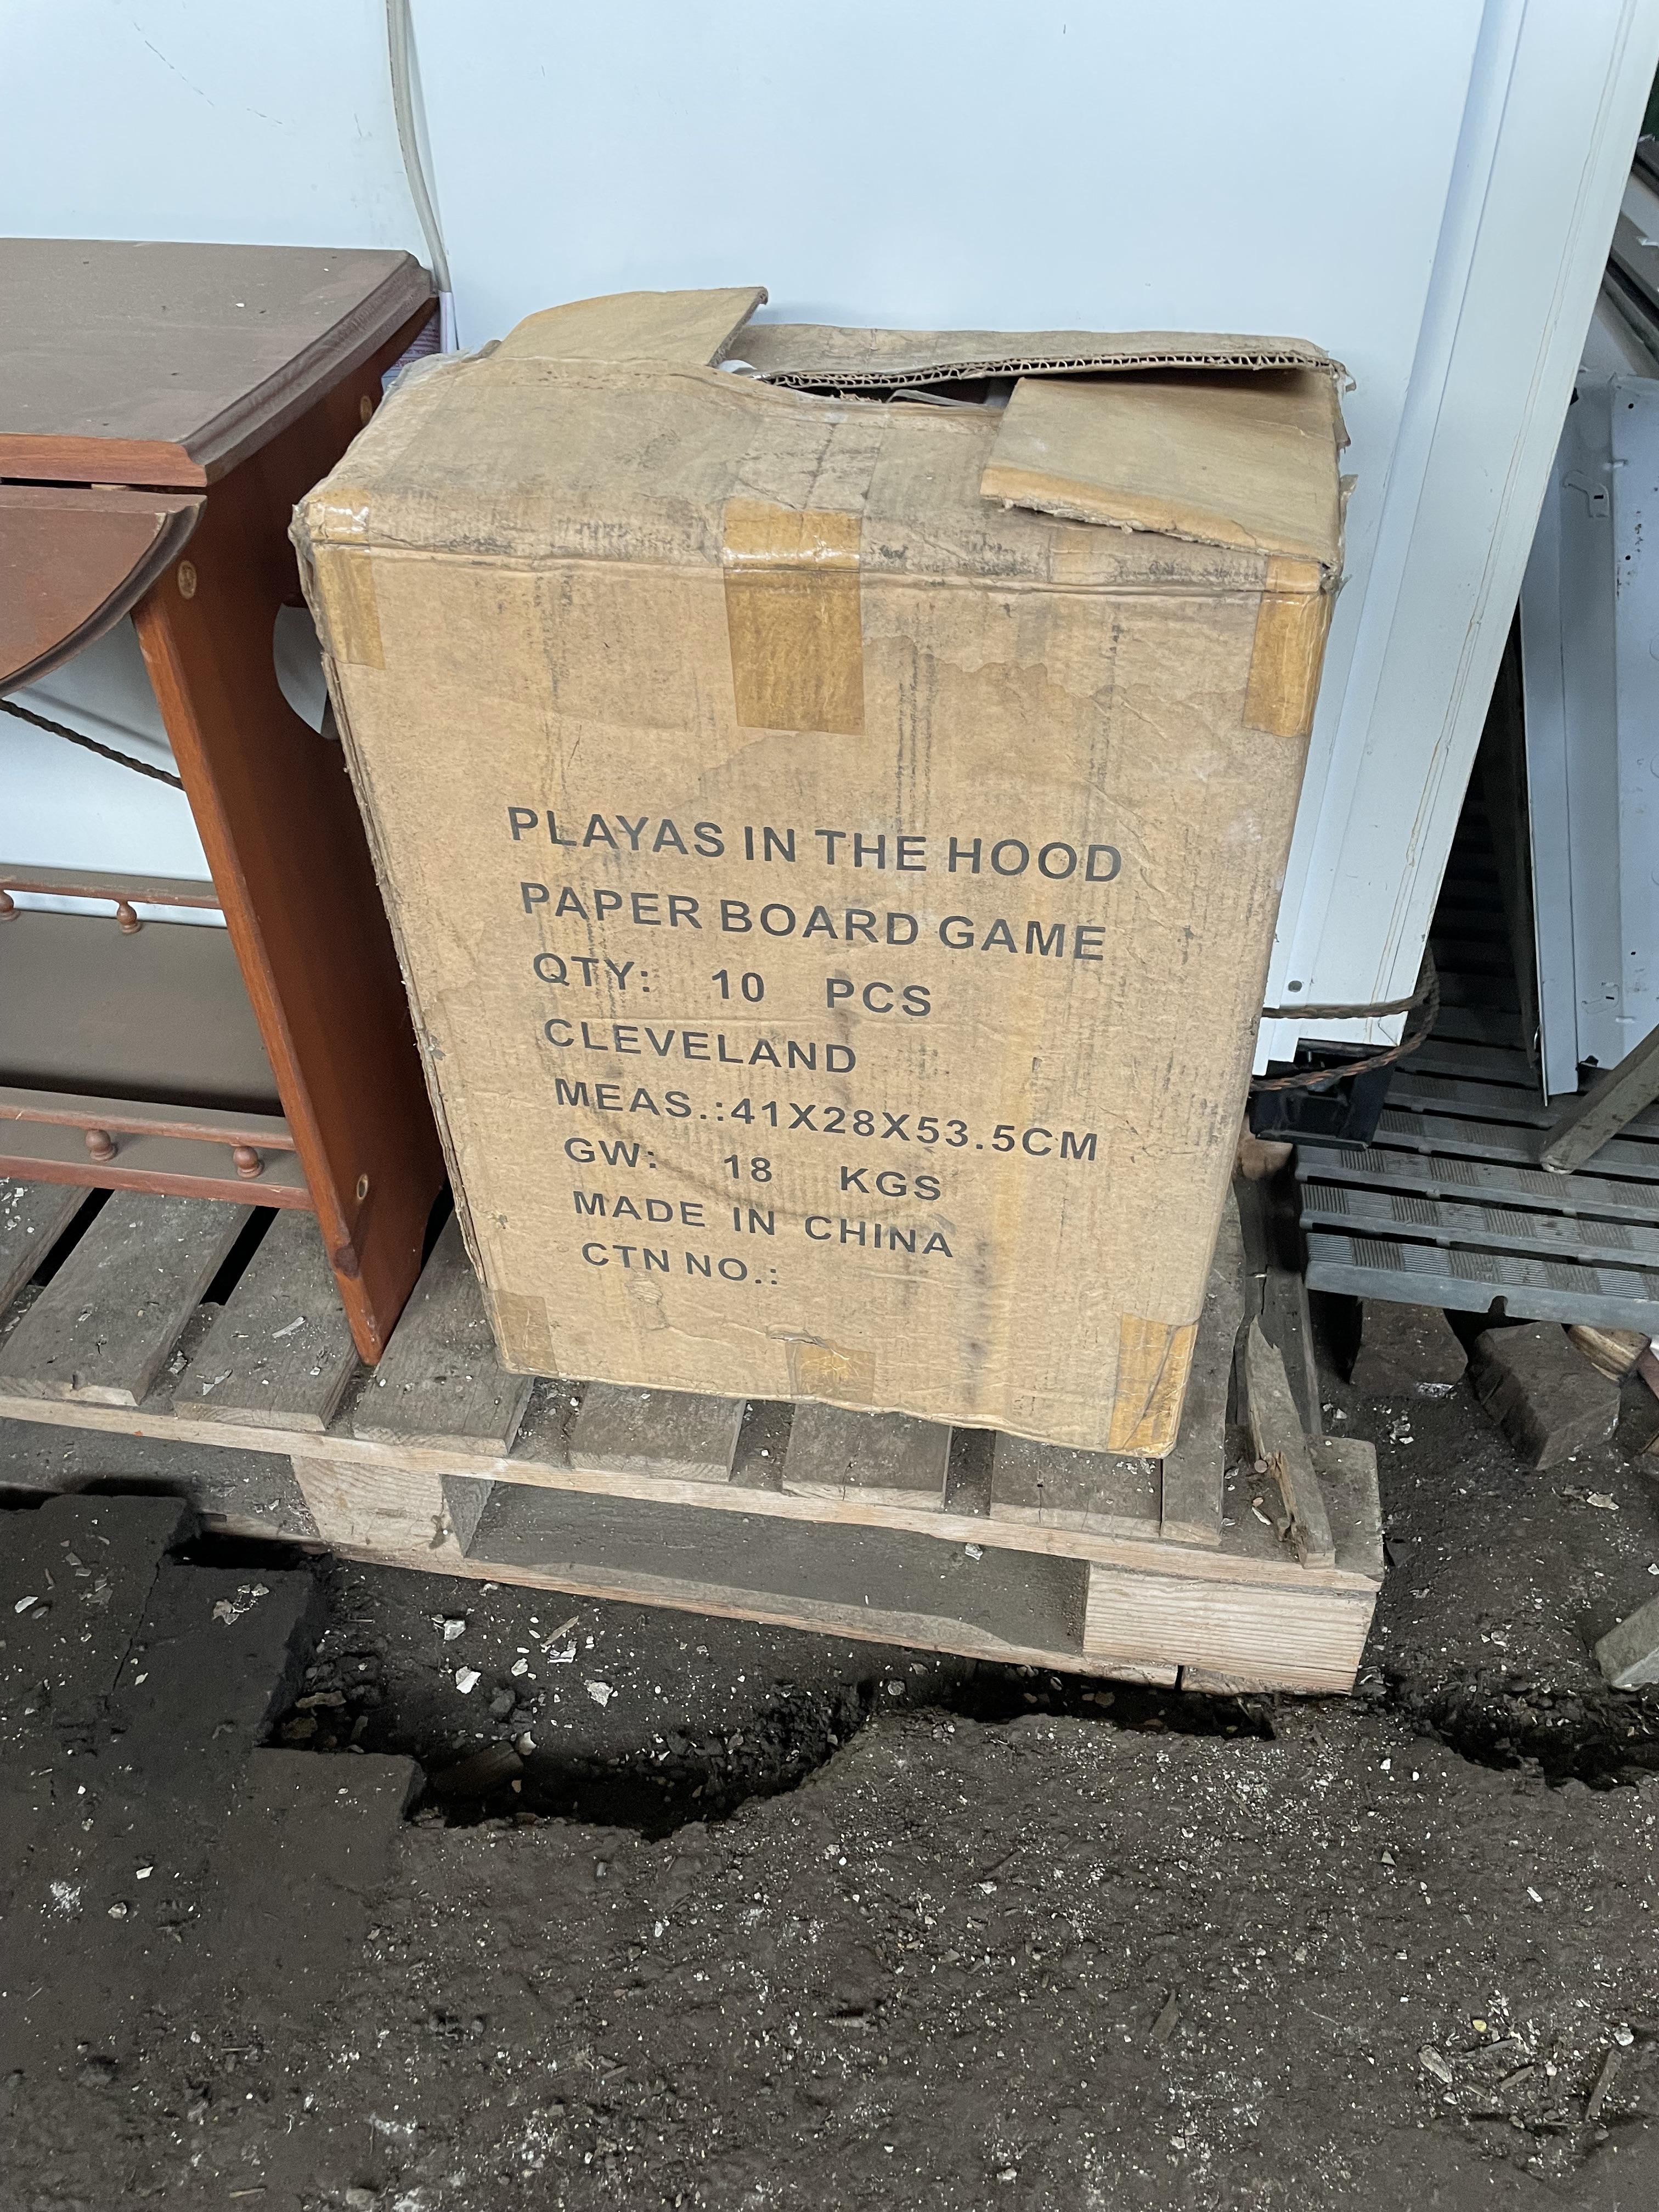 PLAYAS IN THE HOOD
PAPER BOARD GAME
QTY: 10 PCS
CLEVELAND
MEAS.:41X28X53.5CM
GW: 18 KGS
MADE IN CHINA
CTN NO.: